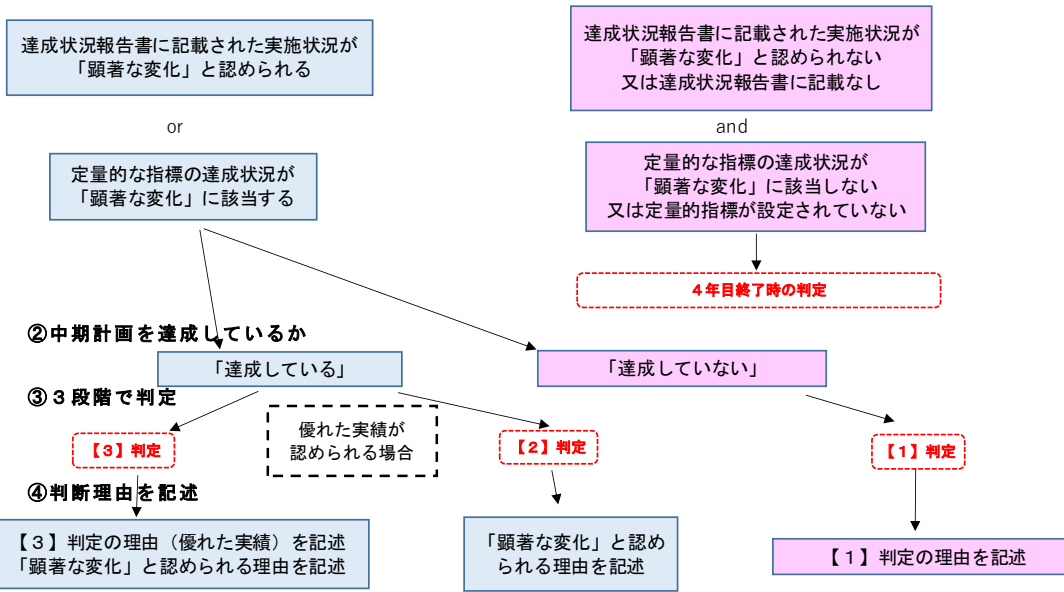 達成状況報告書に記載された実施状況が
「顕著な変化」と認められる
達成状況報告書に記載された実施状況が
「顕著な変化」と認められない
又は達成状況報告書に記載なし
or
and
定量的な指標の達成状況が
「顕著な変化」に該当する
定量的な指標の達成状況が
「顕著な変化」に該当しない
又は定量的指標が設定されていない
４年目終了時の判定
②中期計画を達成しているか
「達成している」
「達成していない」
③３段階で判定
優れた実績が
認められる場合
【３】判定
【２】判定
【１】判定
④判断理由を記述
【３】判定の理由（優れた実績）を記述
「顕著な変化」と認められる理由を記述
「顕著な変化」と認め
られる理由を記述
【１】判定の理由を記述